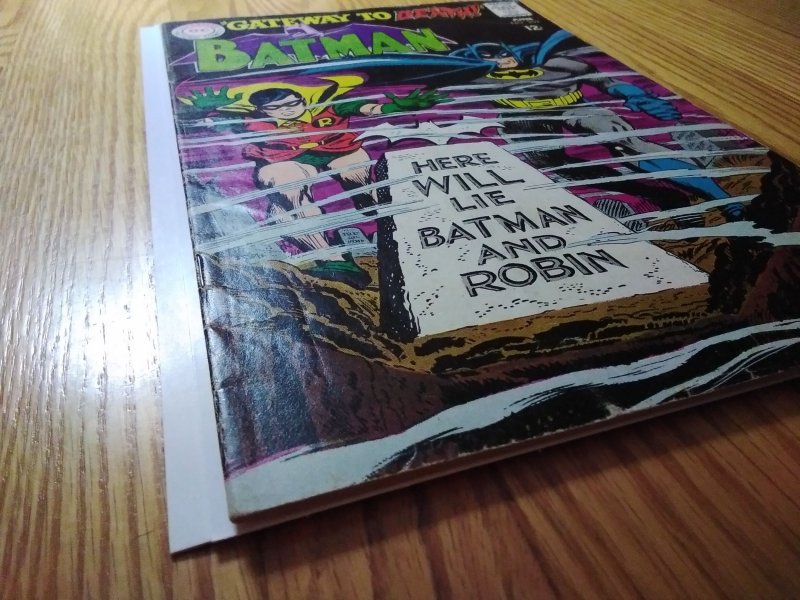 'GATEWAY TO DEATH!'
BATMAN
12¢
R
HERE
WILL
LIE
BATMAN
AND
ROBIN